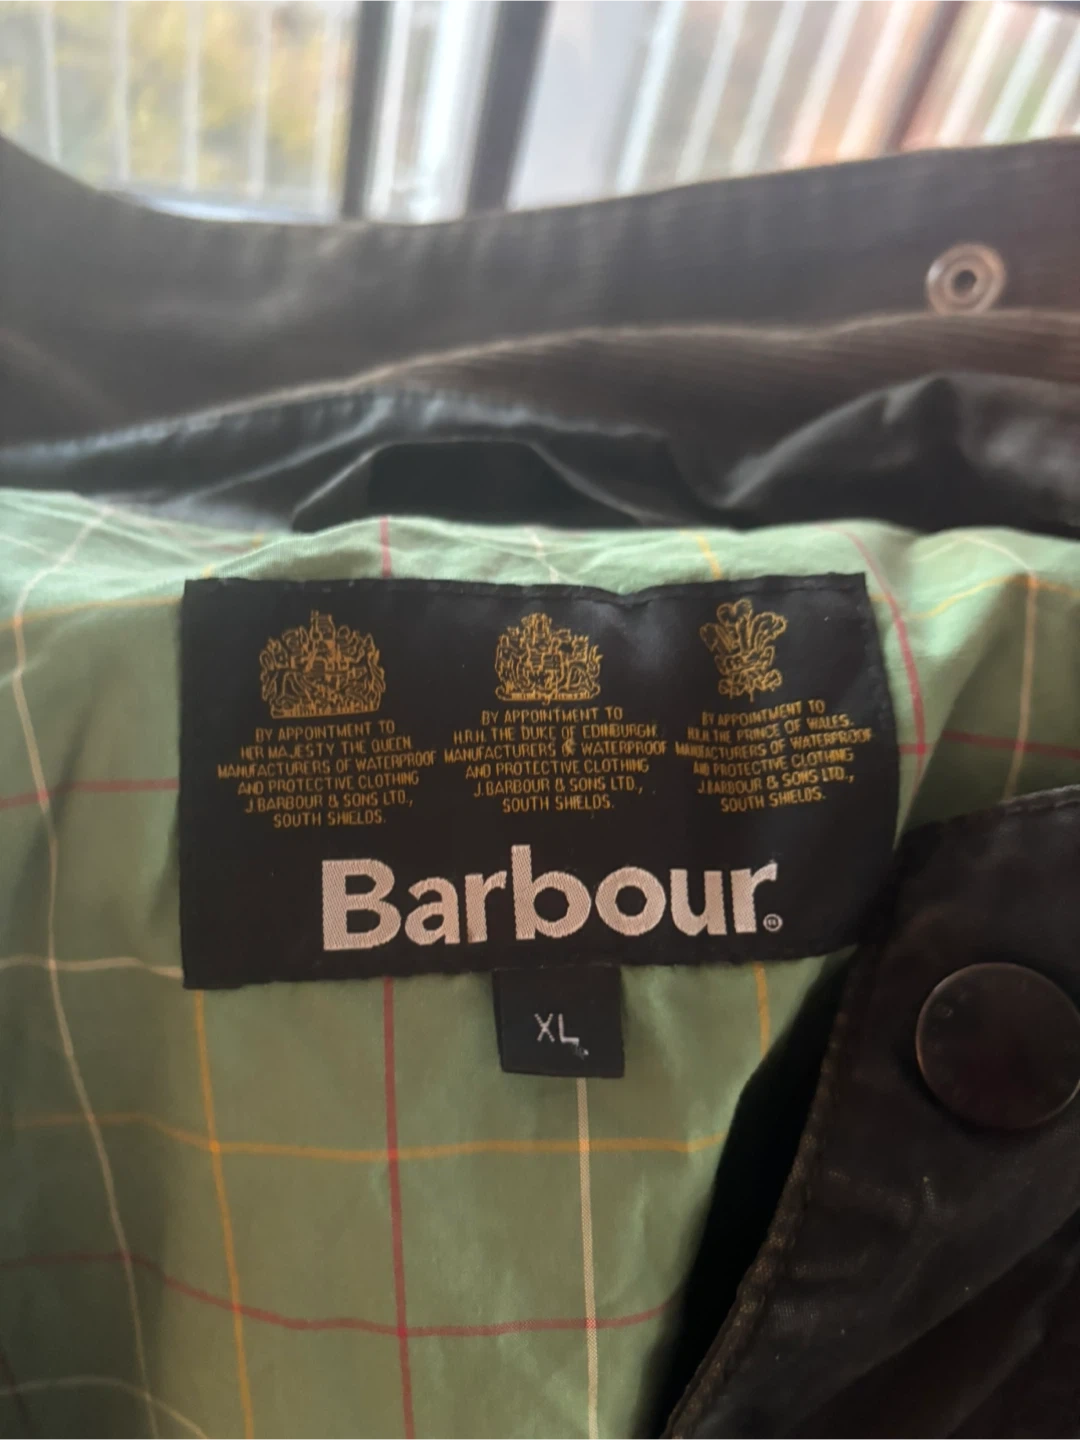 BY APPOINTMENT TO
HER MAJESTY THE QUEEN
MANUFACTURERS OF WATERPROOF
AND PROTECTIVE CLOTHING
J.BARBOUR & SONS LTD.,
SOUTH SHIELDS.
BY APPOINTMENT TO
H.R.H. THE DUKE OF EDINBURGH.
MANUFACTURERS OF WATERPROOF
AND PROTECTIVE CLOTHING
J.BARBOUR & SONS LTD.,
SOUTH SHIELDS.
BY APPOINTMENT TO
H.R.H. THE PRINCE OF WALES.
MANUFACTURERS OF WATERPROOF
AND PROTECTIVE CLOTHING
J.BARBOUR & SONS LTD.,
SOUTH SHIELDS.
Barbour®
XL